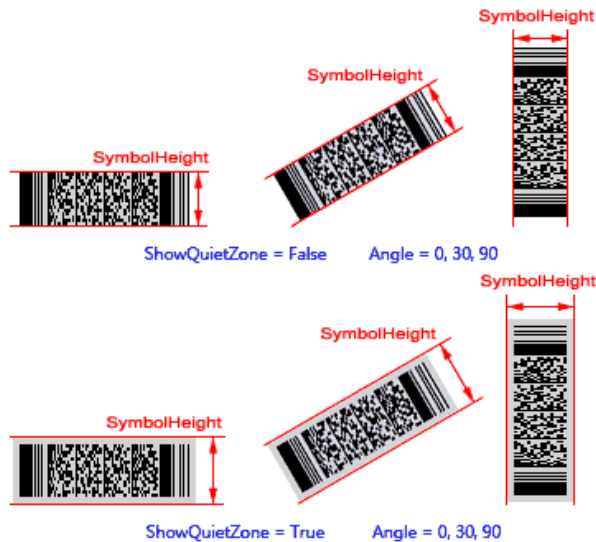 SymbolHeight
SymbolHeight
SymbolHeight
ShowQuietZone = False Angle = 0, 30, 90
SymbolHeight
SymbolHeight
SymbolHeight
ShowQuietZone = True Angle = 0, 30, 90